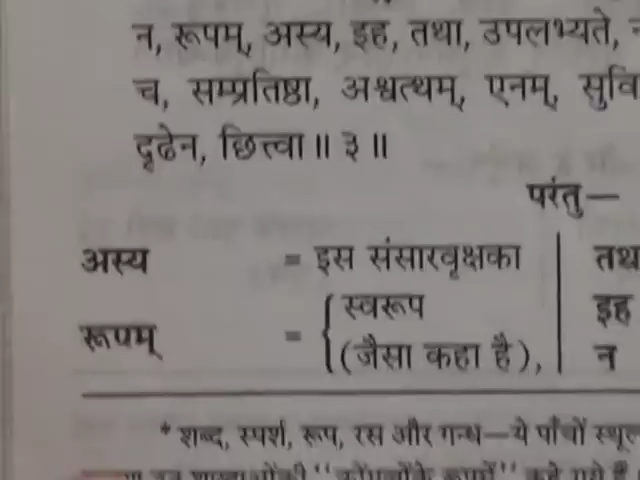 न, रूपम्, अस्य, इह, तथा, उपलभ्यते,
च, सम्प्रतिष्ठा, अश्वत्थम्, एनम्, सुवि
दृढेन, छित्त्वा ॥ ३ ॥
परंतु—
अस्य = इस संसारवृक्षका तथ
रूपम् = { स्वरूप इह
(जैसा कहा है), न
* शब्द, स्पर्श, रूप, रस और गन्ध—ये पाँचों स्थूल